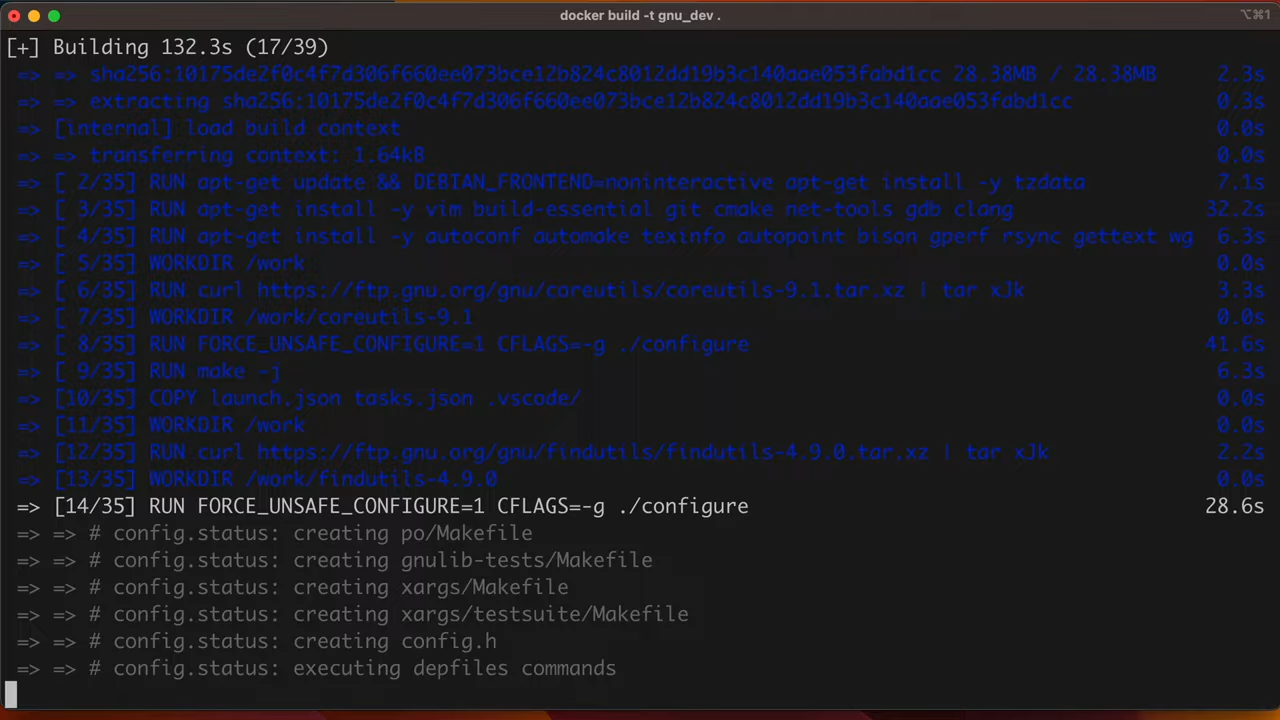 docker build -t gnu_dev .
⌥⌘1
[+] Building 132.3s (17/39)
=> => sha256:10175de2f0c4f7d306f660ee073bce12b824c8012dd19b3c140aae053fabd1cc 28.38MB / 28.38MB 2.3s
=> => extracting sha256:10175de2f0c4f7d306f660ee073bce12b824c8012dd19b3c140aae053fabd1cc 0.3s
=> [internal] load build context 0.0s
=> => transferring context: 1.64kB 0.0s
=> [ 2/35] RUN apt-get update && DEBTAN_FRONTEND=noninteractive apt-get install -y tzdata 7.1s
=> [ 3/35] RUN apt-get install -y vim build-essential git cmake net-tools gdb clang 32.2s
=> [ 4/35] RUN apt-get install -y autoconf automake texinfo autopoint bison gperf rsync gettext wg 6.3s
=> [ 5/35] WORKDIR /work 0.0s
=> [ 6/35] RUN curl https://ftp.gnu.org/gnu/coreutils/coreutils-9.1.tar.xz | tar xJk 3.3s
=> [ 7/35] WORKDIR /work/coreutils-9.1 0.0s
=> [ 8/35] RUN FORCE_UNSAFE_CONFIGURE=1 CFLAGS=-g ./configure 41.6s
=> [ 9/35] RUN make -j 6.3s
=> [10/35] COPY launch.json tasks.json .vscode/ 0.0s
=> [11/35] WORKDIR /work 0.0s
=> [12/35] RUN curl https://ftp.gnu.org/gnu/findutils/findutils-4.9.0.tar.xz | tar xJk 2.2s
=> [13/35] WORKDIR /work/findutils-4.9.0 0.0s
=> [14/35] RUN FORCE_UNSAFE_CONFIGURE=1 CFLAGS=-g ./configure 28.6s
=> => # config.status: creating po/Makefile
=> => # config.status: creating gnulib-tests/Makefile
=> => # config.status: creating xargs/Makefile
=> => # config.status: creating xargs/testsuite/Makefile
=> => # config.status: creating config.h
=> => # config.status: executing depfiles commands